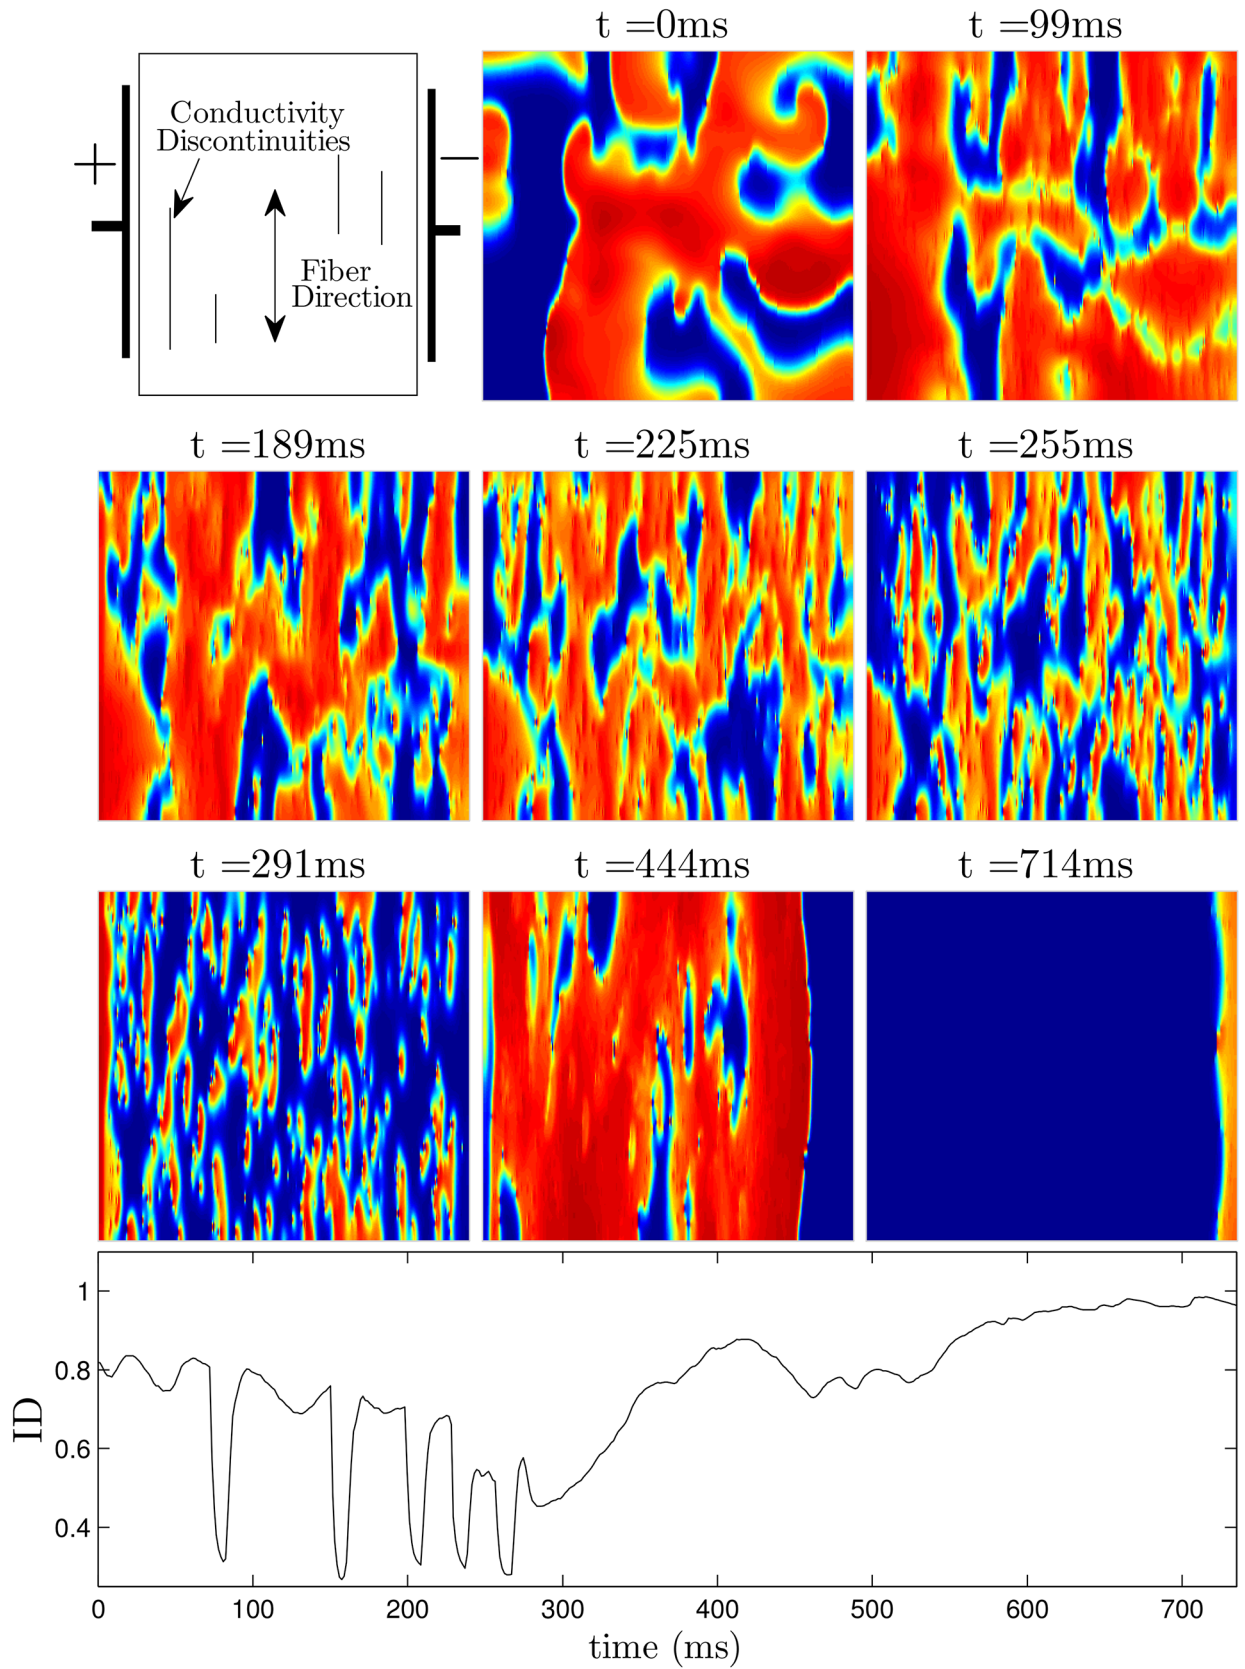 t =0ms
t =99ms
Conductivity
Discontinuities
+
−
Fiber
Direction
t =189ms
t =225ms
t =255ms
t =291ms
t =444ms
t =714ms
1
0.8
0.6
0.4
ID
0 100 200 300 400 500 600 700
time (ms)